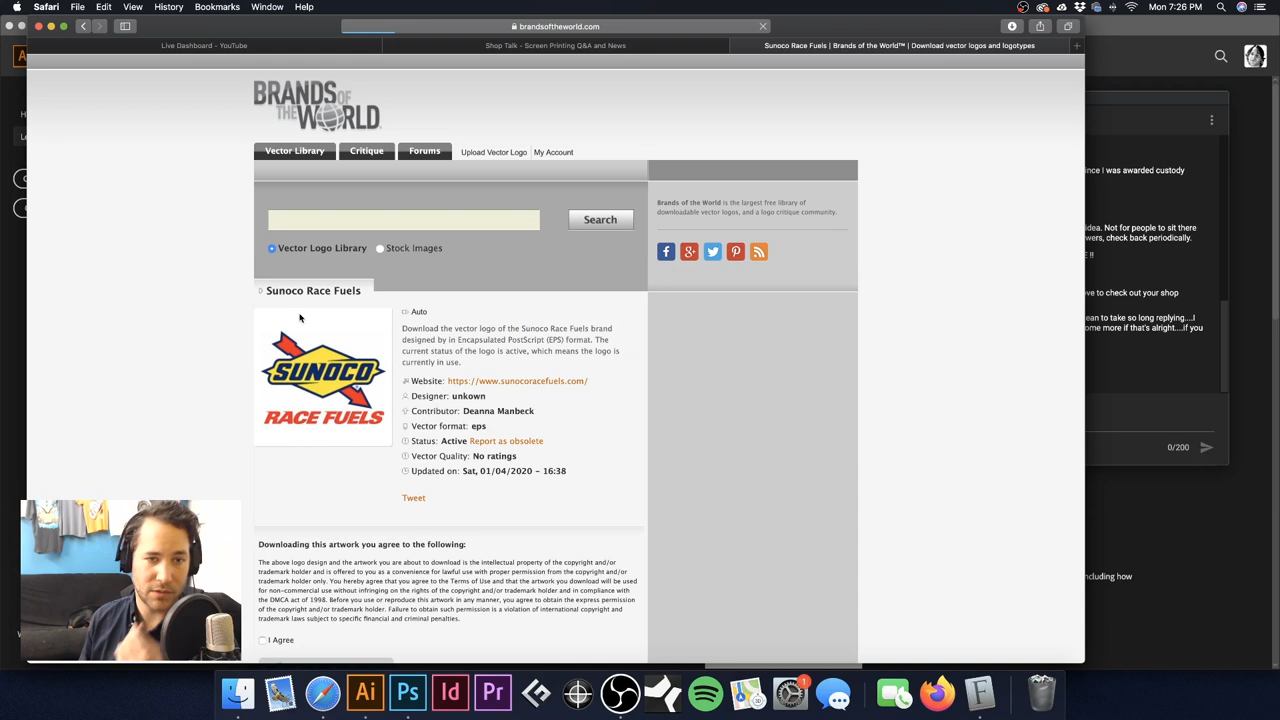 Safari File Edit View History Bookmarks Window Help Mon 7:26 PM
brandsoftheworld.com
Live Dashboard - YouTube Shop Talk - Screen Printing Q&A and News Sunoco Race Fuels | Brands of the World™ | Download vector logos and logotypes
BRANDS OF
THE WORLD
Vector Library Critique Forums Upload Vector Logo My Account
Search
Vector Logo Library Stock Images
Brands of the World is the largest free library of
downloadable vector logos, and a logo critique community.
Sunoco Race Fuels
SUNOCO
RACE FUELS
Auto
Download the vector logo of the Sunoco Race Fuels brand
designed by in Encapsulated PostScript (EPS) format. The
current status of the logo is active, which means the logo is
currently in use.
Website: https://www.sunocoracefuels.com/
Designer: unkown
Contributor: Deanna Manbeck
Vector format: eps
Status: Active Report as obsolete
Vector Quality: No ratings
Updated on: Sat, 01/04/2020 - 16:38
Tweet
Downloading this artwork you agree to the following:
The above logo design and the artwork you are about to download is the intellectual property of the copyright and/or
trademark holder and is offered to you as a convenience for lawful use with proper permission from the copyright and/or
trademark holder only. You hereby agree that you agree to the Terms of Use and that the artwork you download will be used
for non-commercial use without infringing on the rights of the copyright and/or trademark holder and in compliance with
the DMCA act of 1998. Before you use or reproduce this artwork in any manner, you agree to obtain the express permission
of the copyright and/or trademark holder. Failure to obtain such permission is a violation of international copyright and
trademark laws subject to specific financial and criminal penalties.
I Agree
ince I was awarded custody
idea. Not for people to sit there
wers, check back periodically.
E !!
ove to check out your shop
ean to take so long replying....I
ome more if that's alright....if you
0/200
ncluding how
Ai Ps Id Pr
1